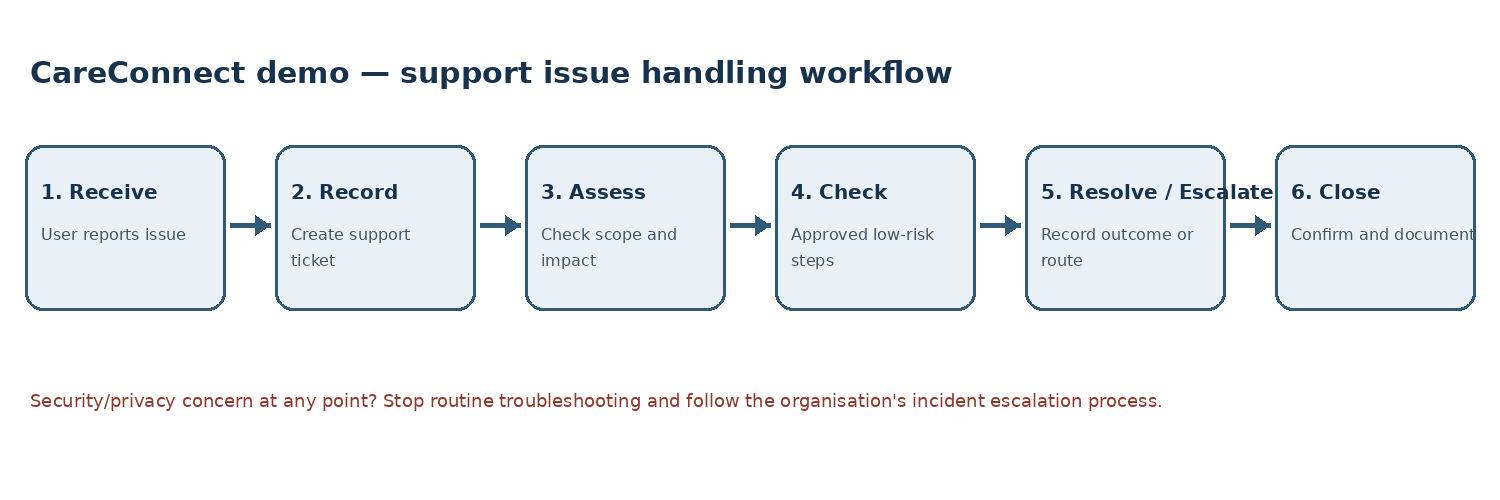 CareConnect demo — support issue handling workflow
1. Receive
User reports issue
2. Record
Create support
ticket
3. Assess
Check scope and
impact
4. Check
Approved low-risk
steps
5. Resolve / Escalate
Record outcome or
route
6. Close
Confirm and document
Security/privacy concern at any point? Stop routine troubleshooting and follow the organisation's incident escalation process.